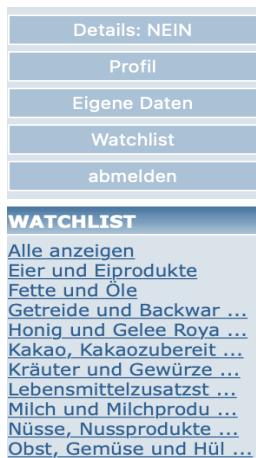 Details: NEIN
Profil
Eigene Daten
Watchlist
abmelden
WATCHLIST
Alle anzeigen
Eier und Eiprodukte
Fette und Öle
Getreide und Backwar ...
Honig und Gelee Roya ...
Kakao, Kakaozubereit ...
Kräuter und Gewürze ...
Lebensmittelzusatzst ...
Milch und Milchprodu ...
Nüsse, Nussprodukte ...
Obst, Gemüse und Hül ...